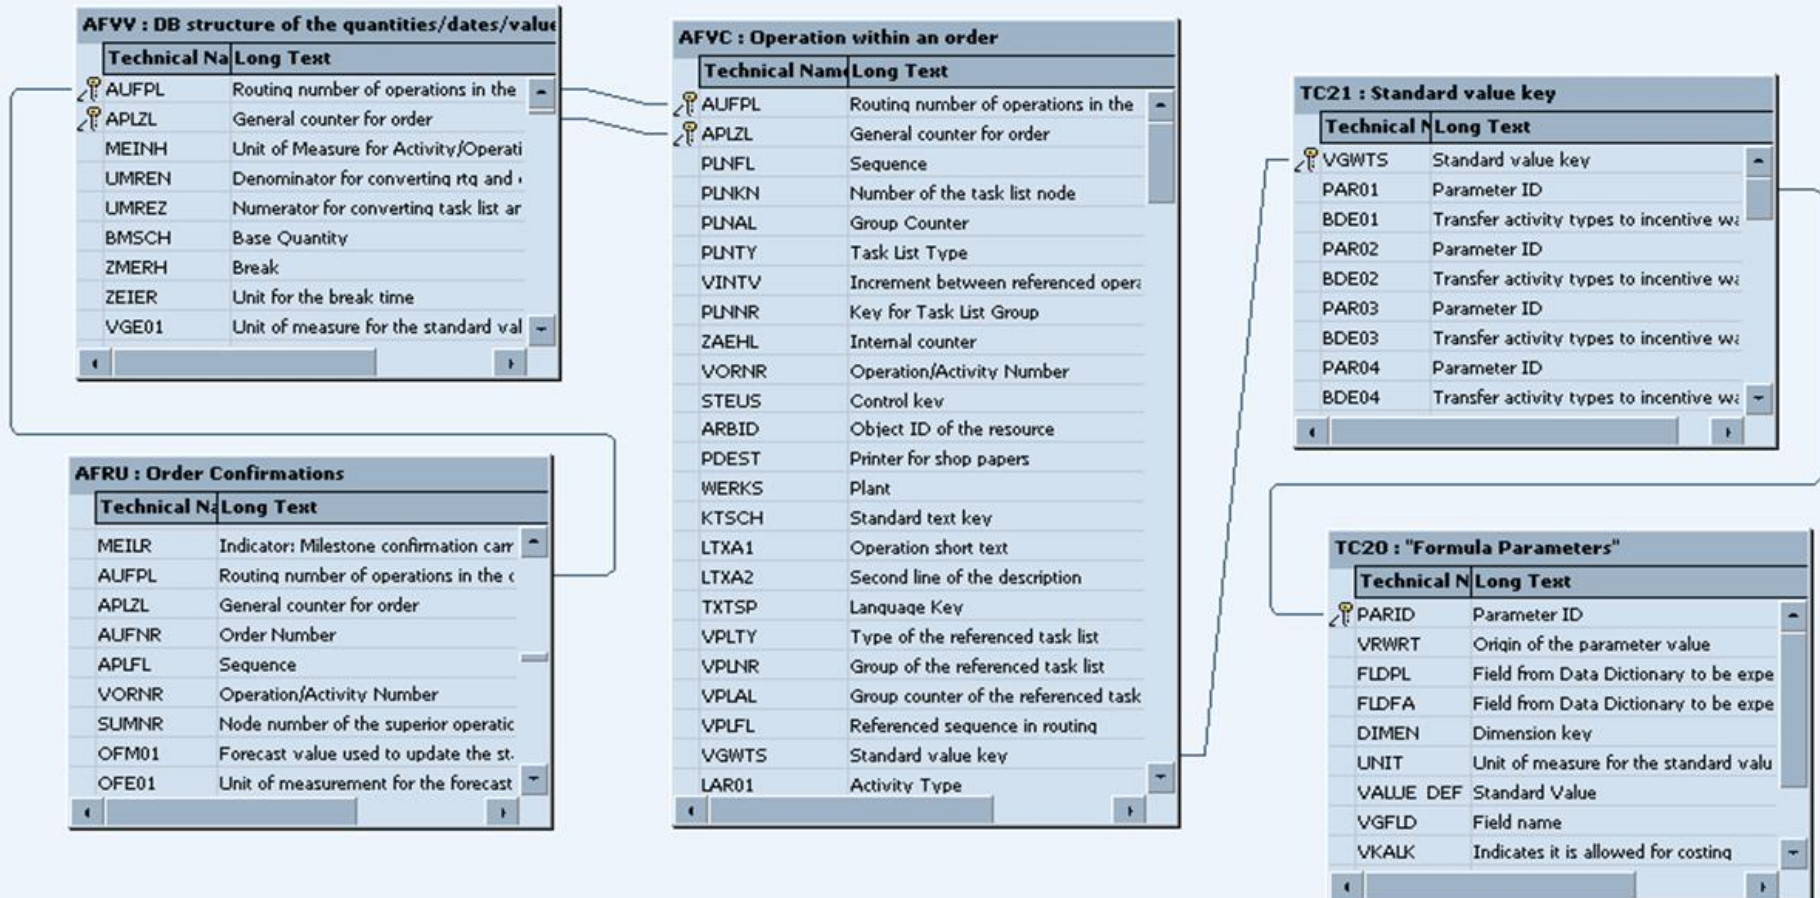 AFVV : DB structure of the quantities/dates/value
Technical Na Long Text
AUFPL Routing number of operations in the
APLZL General counter for order
MEINH Unit of Measure for Activity/Operati
UMREN Denominator for converting rtg and
UMREZ Numerator for converting task list ar
BMSCH Base Quantity
ZMERH Break
ZEIER Unit for the break time
VGE01 Unit of measure for the standard val
AFRU : Order Confirmations
Technical Na Long Text
MEILR Indicator: Milestone confirmation carr
AUFPL Routing number of operations in the c
APLZL General counter for order
AUFNR Order Number
APLFL Sequence
VORNR Operation/Activity Number
SUMNR Node number of the superior operatic
OFM01 Forecast value used to update the st.
OFE01 Unit of measurement for the forecast
AFVC : Operation within an order
Technical Name Long Text
AUFPL Routing number of operations in the
APLZL General counter for order
PLNFL Sequence
PLNKN Number of the task list node
PLNAL Group Counter
PLNTY Task List Type
VINTV Increment between referenced opera
PLNNR Key for Task List Group
ZAEHL Internal counter
VORNR Operation/Activity Number
STEUS Control key
ARBID Object ID of the resource
PDEST Printer for shop papers
WERKS Plant
KTSCH Standard text key
LTXA1 Operation short text
LTXA2 Second line of the description
TXTSP Language Key
VPLTY Type of the referenced task list
VPLNR Group of the referenced task list
VPLAL Group counter of the referenced task
VPLFL Referenced sequence in routing
VGWTS Standard value key
LAR01 Activity Type
TC21 : Standard value key
Technical N Long Text
VGWTS Standard value key
PAR01 Parameter ID
BDE01 Transfer activity types to incentive wa
PAR02 Parameter ID
BDE02 Transfer activity types to incentive wa
PAR03 Parameter ID
BDE03 Transfer activity types to incentive wa
PAR04 Parameter ID
BDE04 Transfer activity types to incentive wa
TC20 : "Formula Parameters"
Technical N Long Text
PARID Parameter ID
VRWRT Origin of the parameter value
FLDPL Field from Data Dictionary to be expe
FLDFA Field from Data Dictionary to be expe
DIMEN Dimension key
UNIT Unit of measure for the standard valu
VALUE_DEF Standard Value
VGFLD Field name
VKALK Indicates it is allowed for costing